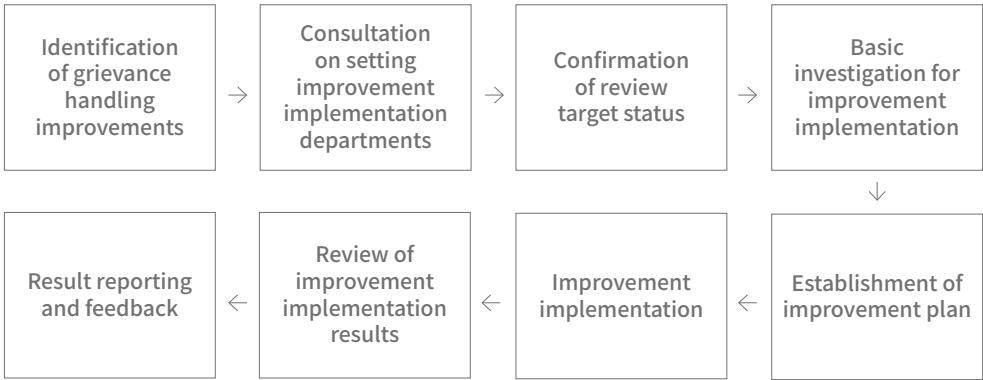 Identification
of grievance
handling
improvements
Consultation
on setting
improvement
implementation
departments
Confirmation
of review
target status
Basic
investigation for
improvement
implementation
Establishment of
improvement plan
Improvement
implementation
Review of
improvement
implementation
results
Result reporting
and feedback